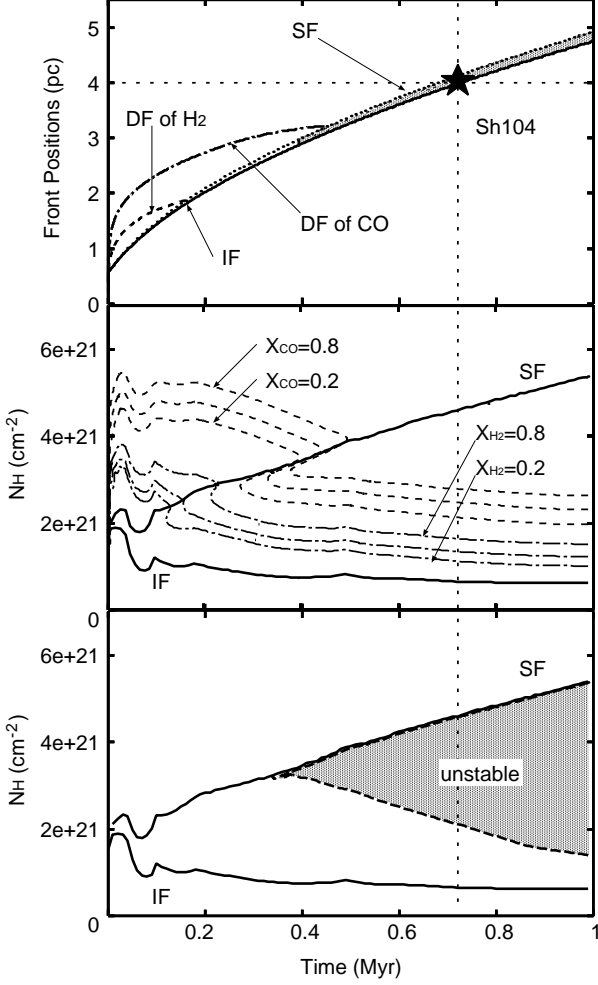 Front Positions (pc)
5
4
3
2
1
0
SF
DF of H2
Sh104
DF of CO
IF
NH (cm-2)
6e+21
4e+21
2e+21
0
XCO=0.8
XCO=0.2
SF
XH2=0.8
XH2=0.2
IF
NH (cm-2)
6e+21
4e+21
2e+21
0
SF
unstable
IF
0.2
0.4
0.6
0.8
1
Time (Myr)